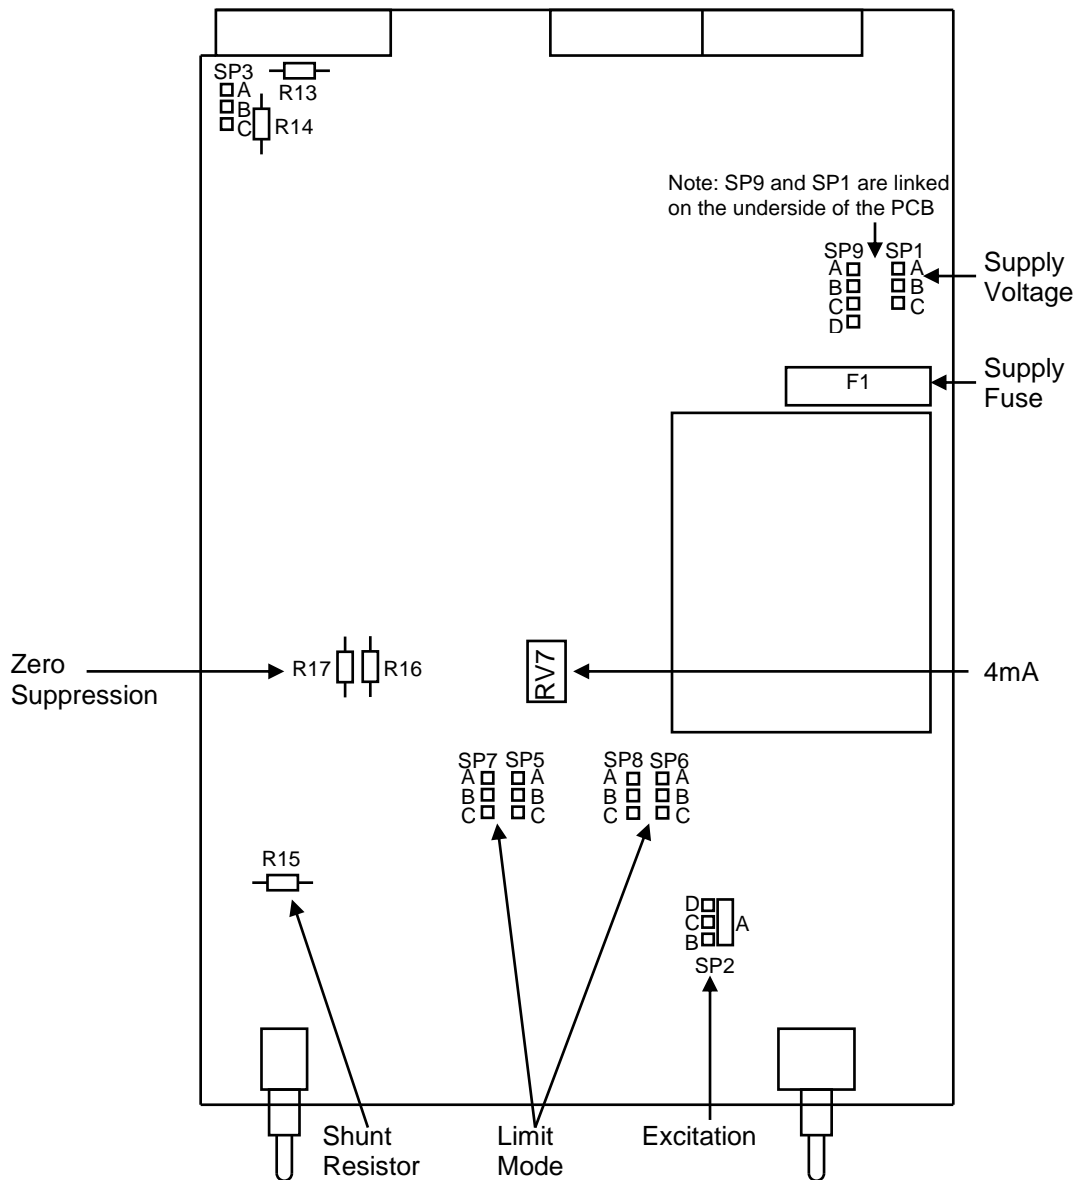 SP3
A
B
C
R13
R14
Note: SP9 and SP1 are linked
on the underside of the PCB
SP9 SP1
A A
B B
C C
D
Supply
Voltage
F1
Supply
Fuse
Zero
Suppression
R17 R16
RV7
4mA
SP7 SP5
A A
B B
C C
SP8 SP6
A A
B B
C C
R15
D
C A
B
SP2
Shunt
Resistor
Limit
Mode
Excitation